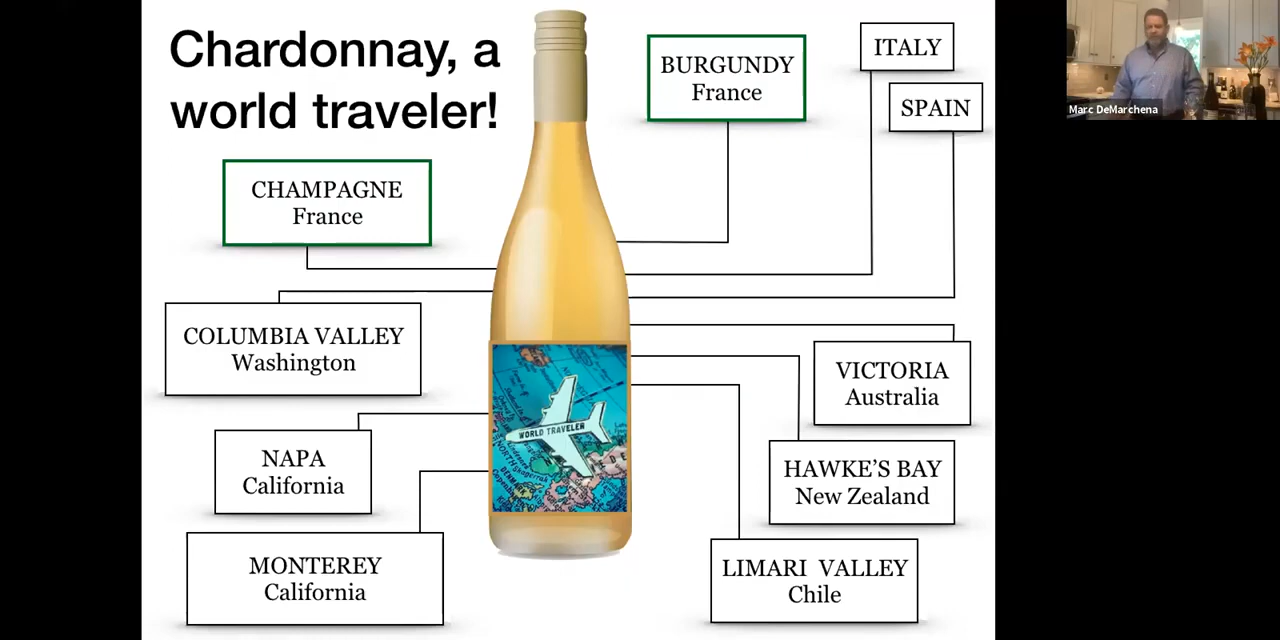 Chardonnay, a
world traveler!
BURGUNDY
France
ITALY
SPAIN
CHAMPAGNE
France
COLUMBIA VALLEY
Washington
NAPA
California
MONTEREY
California
WORLD TRAVELER
VICTORIA
Australia
HAWKE’S BAY
New Zealand
LIMARI VALLEY
Chile
Marc DeMarchena